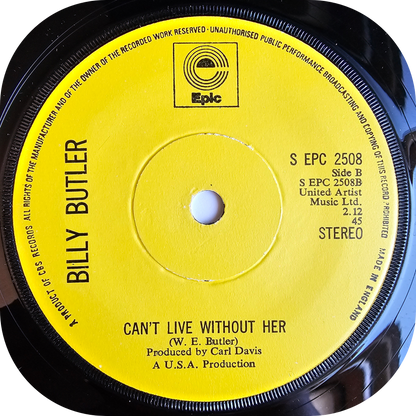 ALL RIGHTS OF THE MANUFACTURER AND OF THE OWNER OF THE RECORDED WORK RESERVED · UNAUTHORISED PUBLIC PERFORMANCE BROADCASTING AND COPYING OF THIS RECORD PROHIBITED
Epic
BILLY BUTLER
S EPC 2508
Side B
S EPC 2508B
United Artist
Music Ltd.
2.12
45
STEREO
CAN'T LIVE WITHOUT HER
(W. E. Butler)
Produced by Carl Davis
A U.S.A. Production
A PRODUCT OF CBS RECORDS
MADE IN ENGLAND